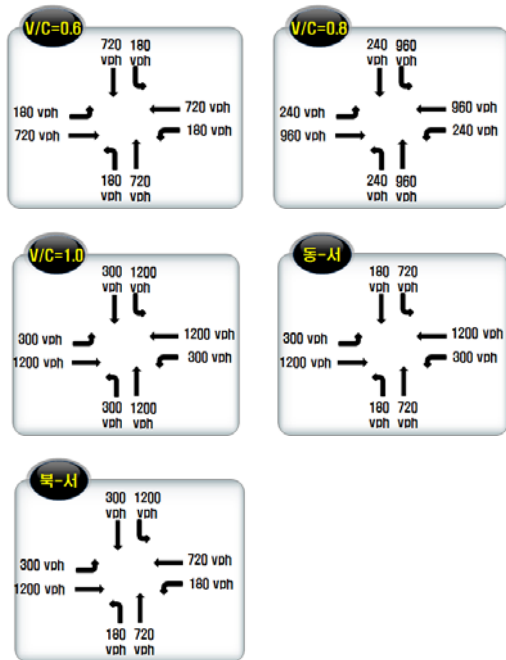 V/C=0.6
720 180
vph vph
180 vph
720 vph
720 vph
180 vph
180 720
vph vph
V/C=0.8
240 960
vph vph
240 vph
960 vph
960 vph
240 vph
240 960
vph vph
V/C=1.0
300 1200
vph vph
300 vph
1200 vph
1200 vph
300 vph
300 1200
vph vph
동-서
180 720
vph vph
300 vph
1200 vph
1200 vph
300 vph
180 720
vph vph
북-서
300 1200
vph vph
300 vph
1200 vph
720 vph
180 vph
180 720
vph vph